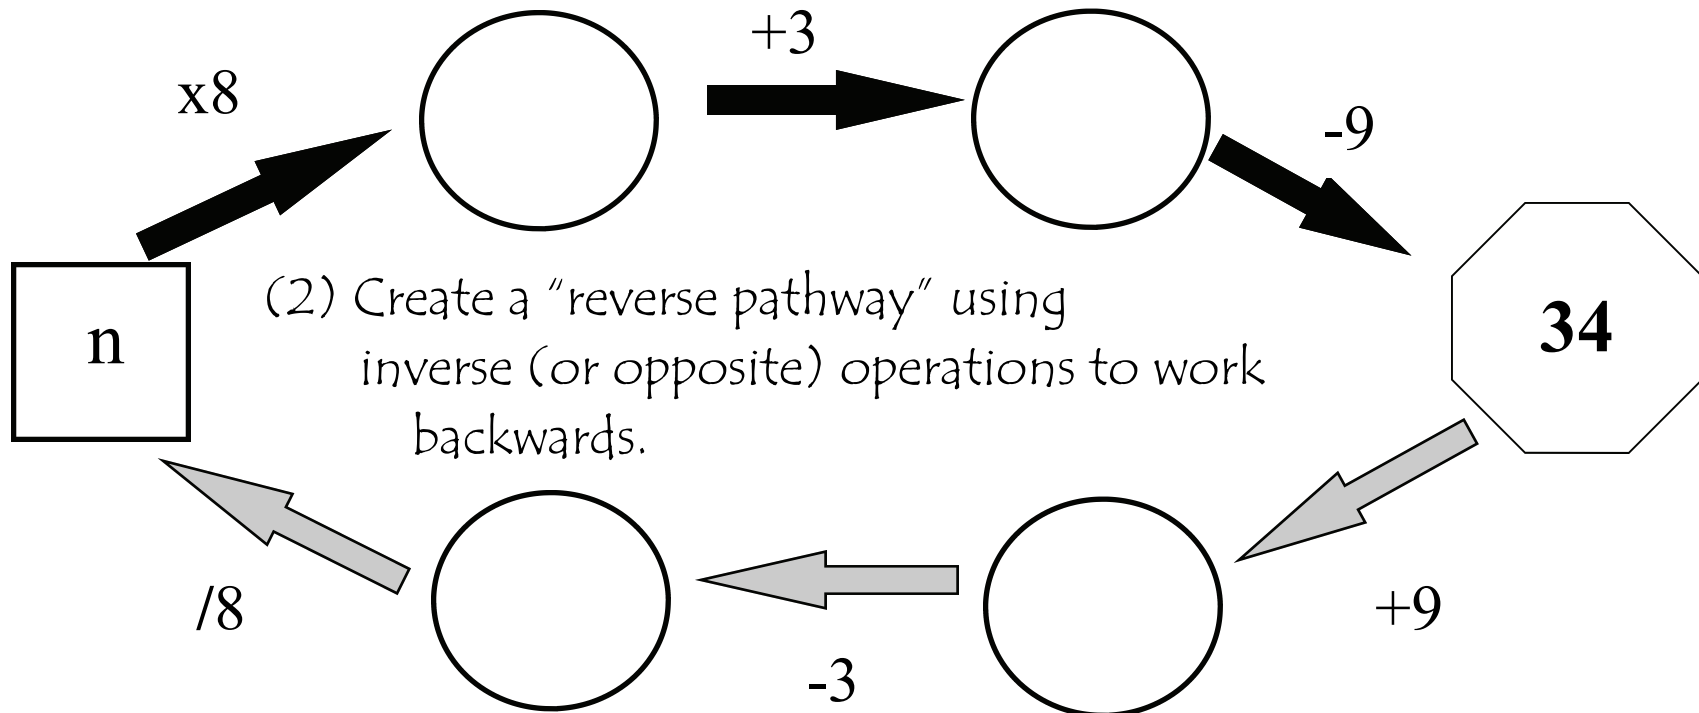 +3
x8
-9
(2) Create a "reverse pathway" using
n
34
inverse (or opposite) operations to work
backwards.
/8
+9
-3